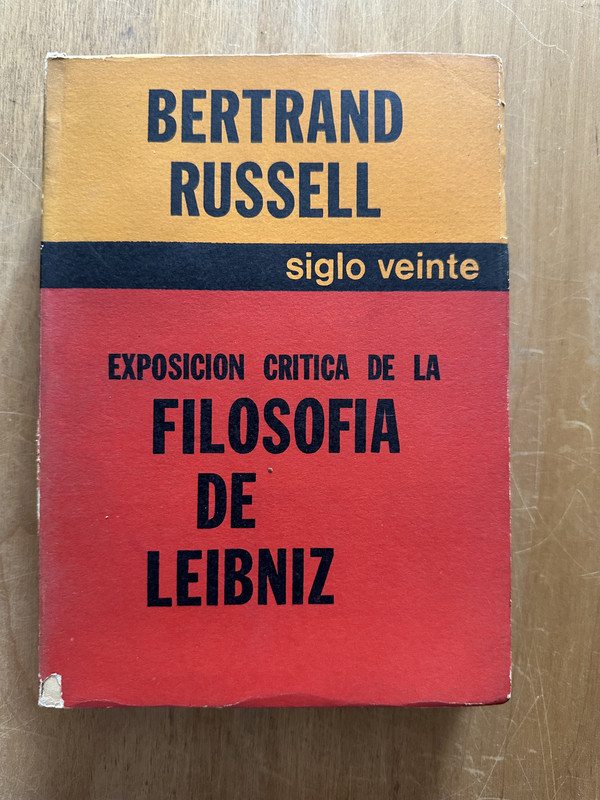 BERTRAND
RUSSELL
siglo veinte
EXPOSICION CRITICA DE LA
FILOSOFIA
DE
LEIBNIZ